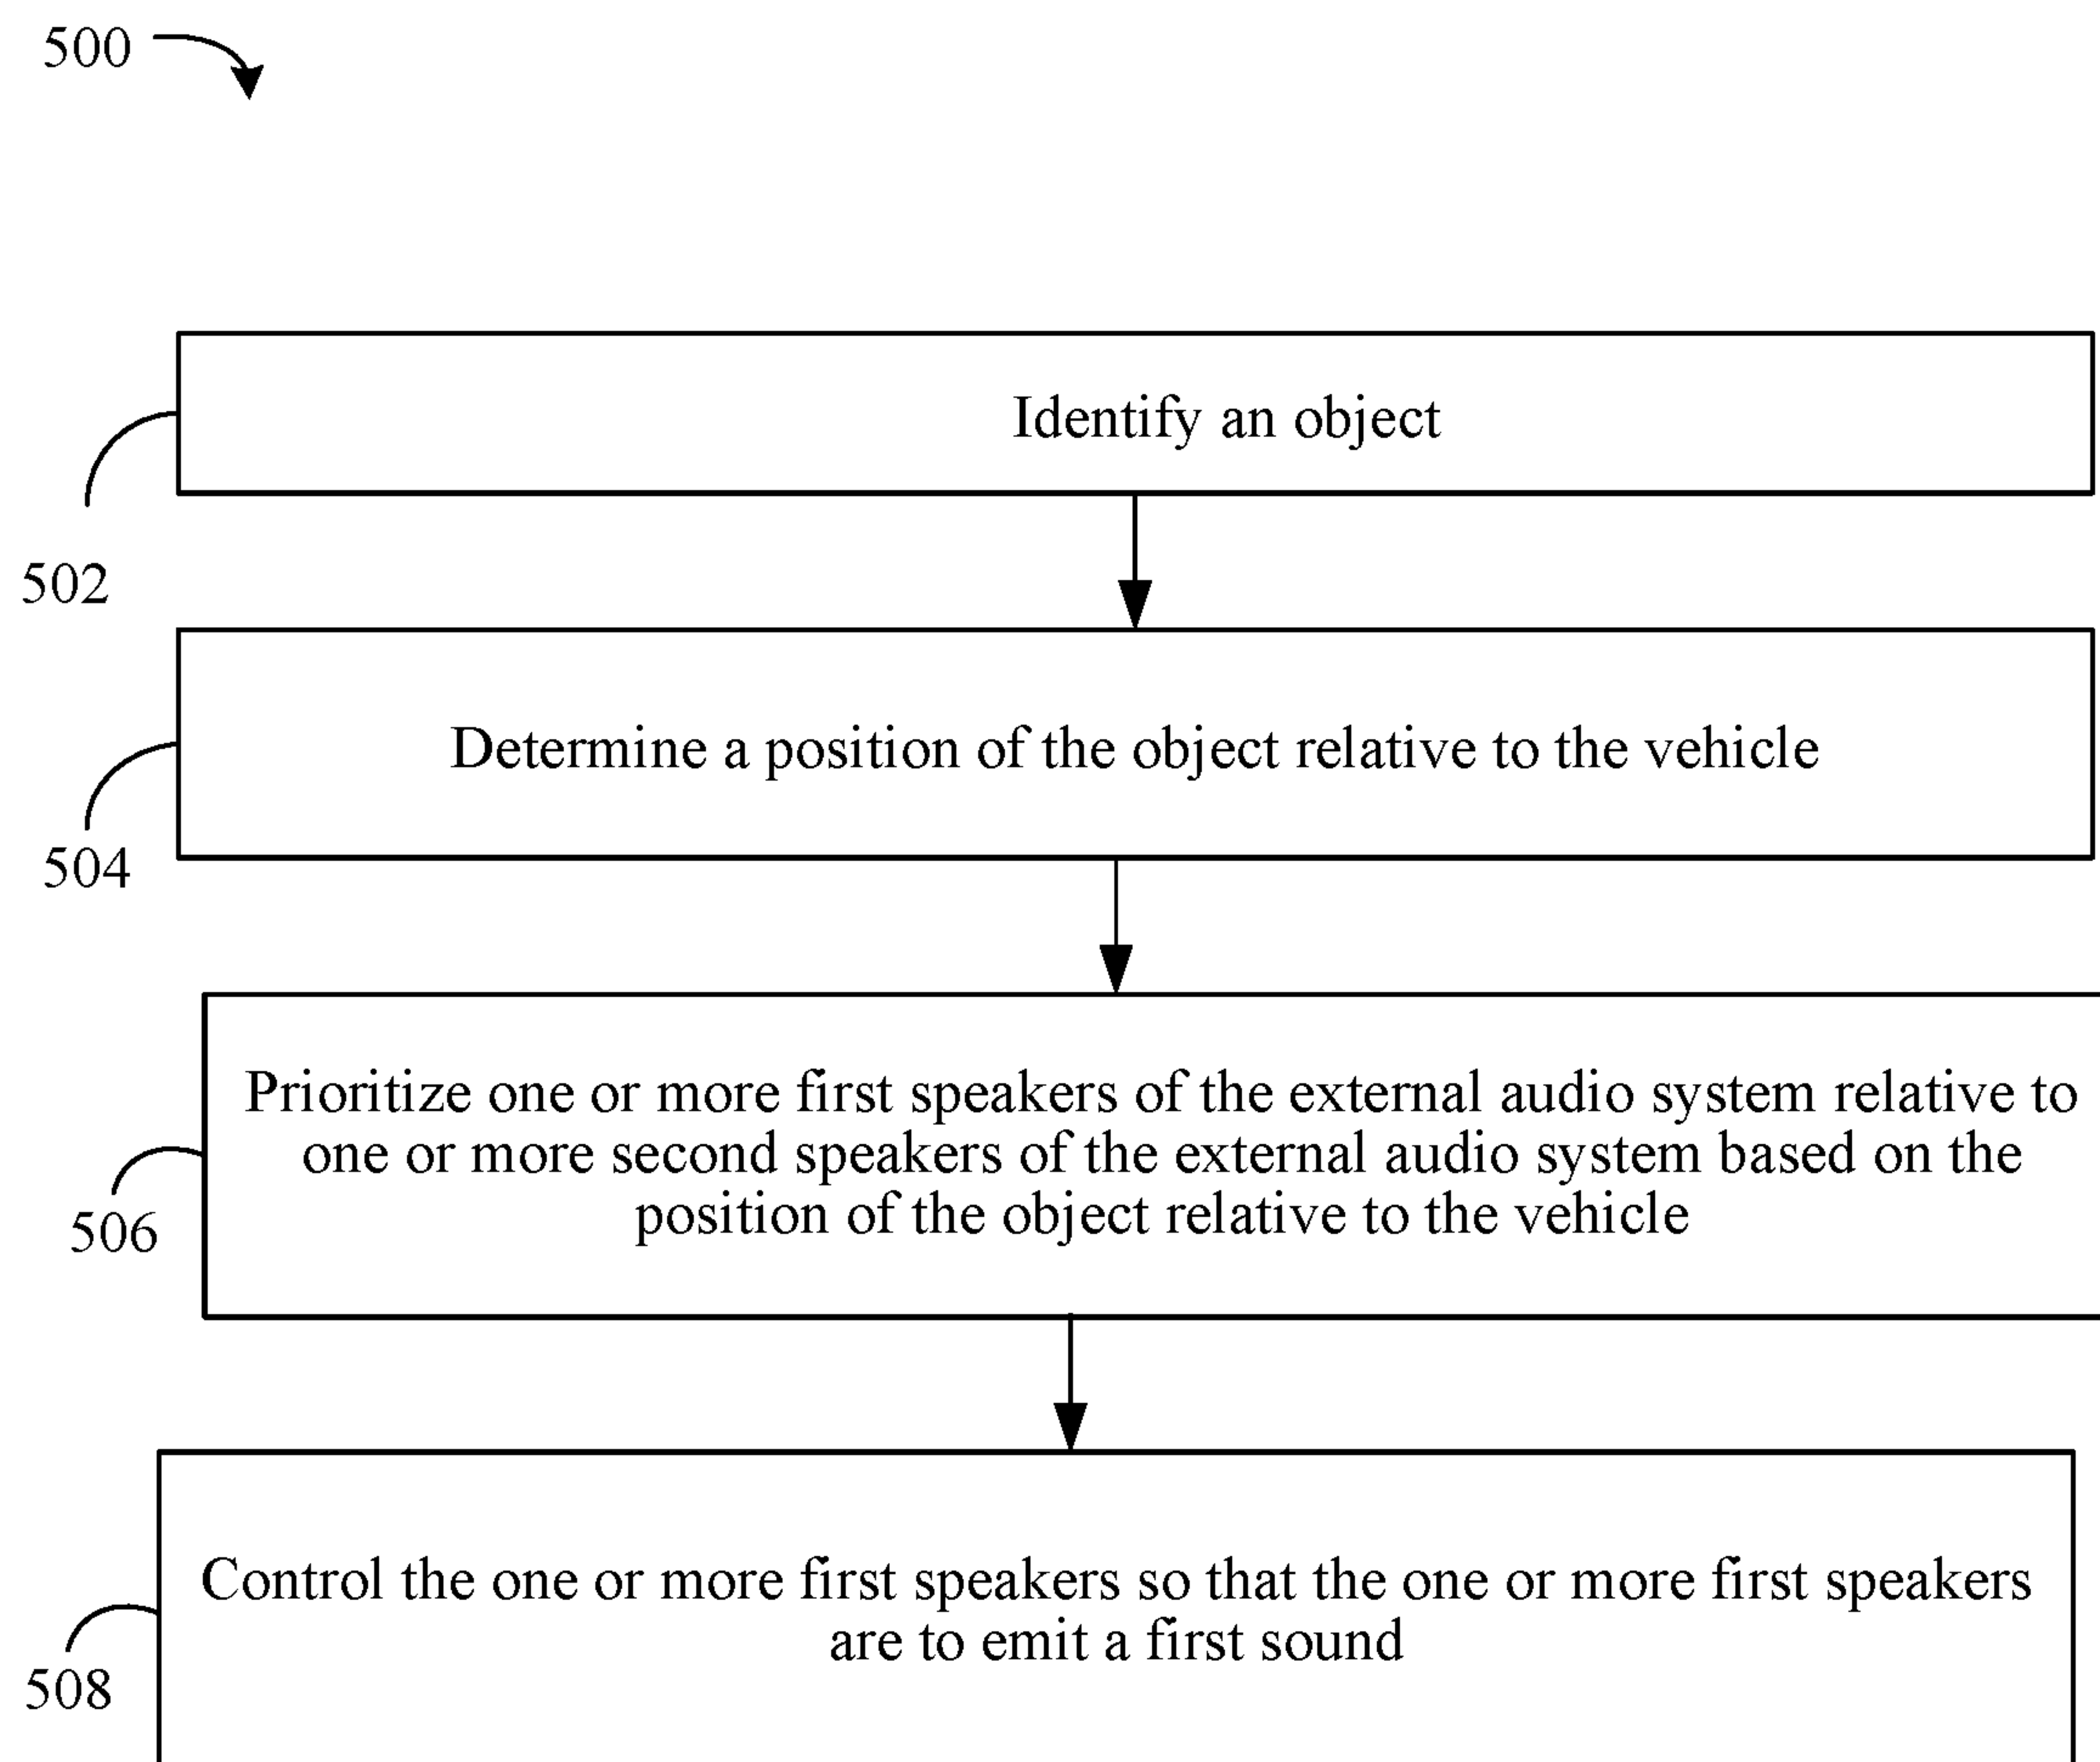 500
Identify an object
502
Determine a position of the object relative to the vehicle
504
Prioritize one or more first speakers of the external audio system relative to
one or more second speakers of the external audio system based on the
position of the object relative to the vehicle
506
Control the one or more first speakers so that the one or more first speakers
are to emit a first sound
508